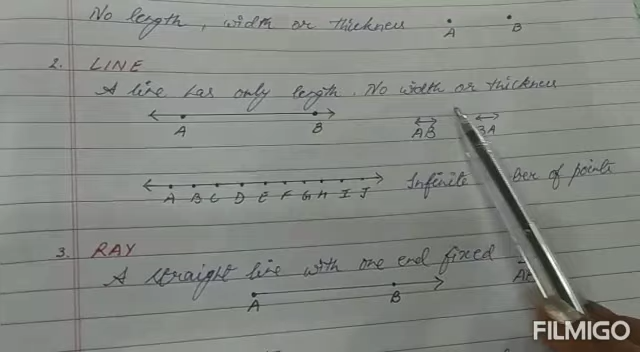 No length, width or thickness A B
2. LINE
A line has only length. No width or thickness
A B AB BA
A B C D E F G H I J Infinite ber of points
3. RAY
A straight line with one end fixed
A B A
FILMIGO